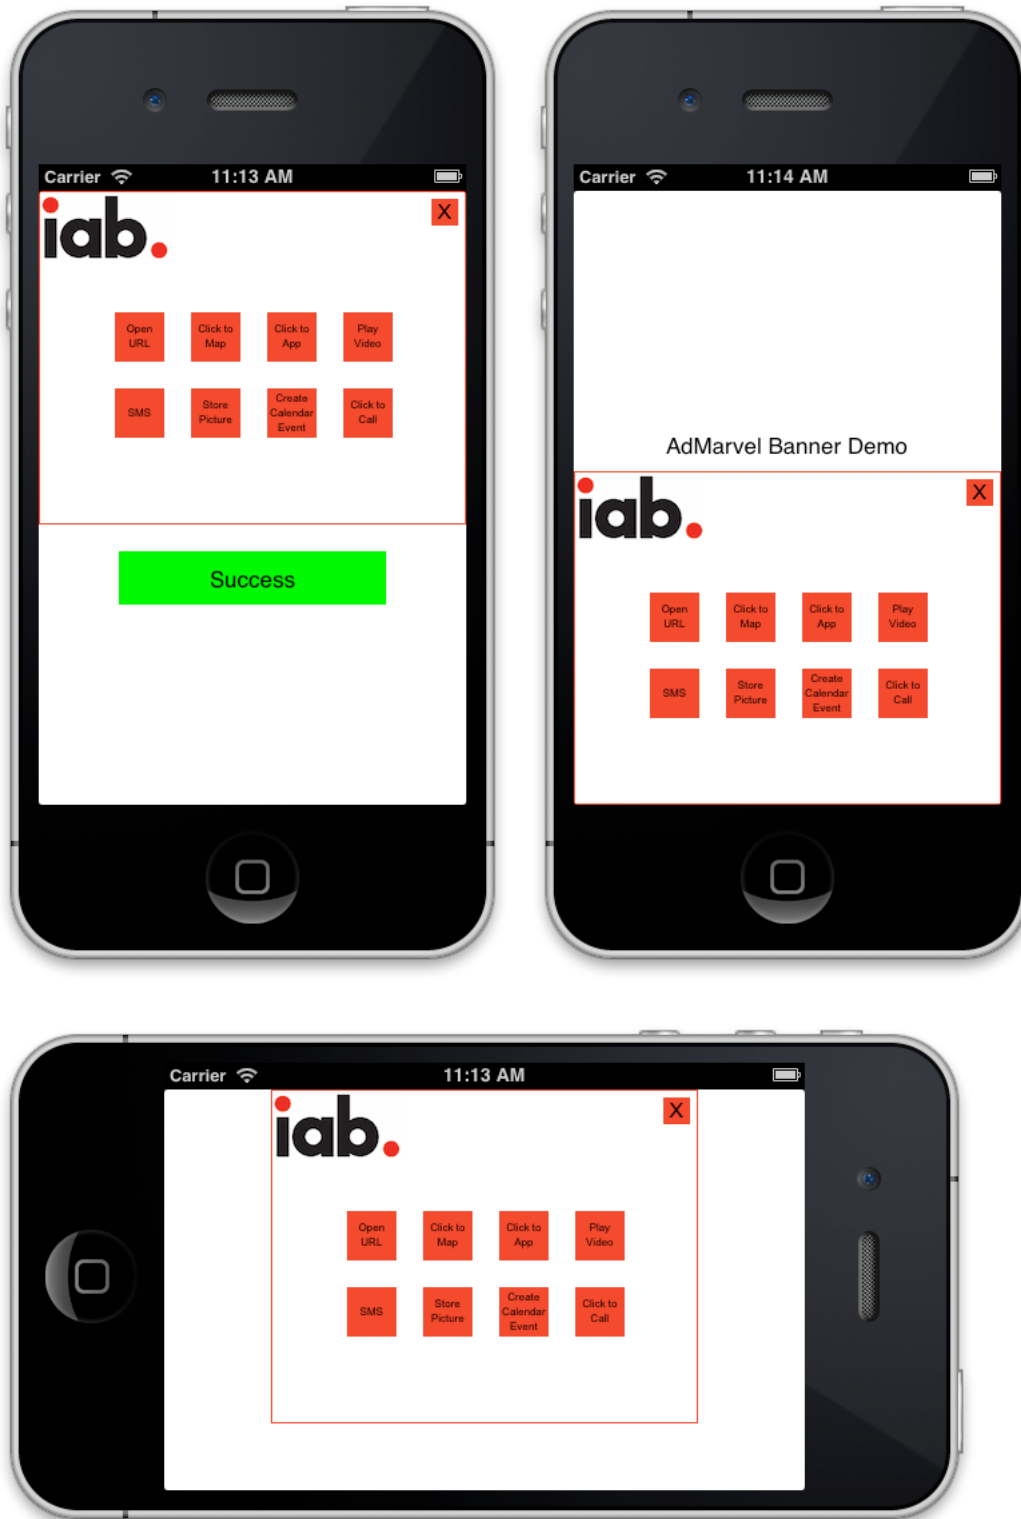 Carrier 11:13 AM
iab.
X
Open
URL
Click to
Map
Click to
App
Play
Video
SMS
Store
Picture
Create
Calendar
Event
Click to
Call
Success
Carrier 11:14 AM
AdMarvel Banner Demo
iab.
X
Open
URL
Click to
Map
Click to
App
Play
Video
SMS
Store
Picture
Create
Calendar
Event
Click to
Call
Carrier 11:13 AM
iab.
X
Open
URL
Click to
Map
Click to
App
Play
Video
SMS
Store
Picture
Create
Calendar
Event
Click to
Call